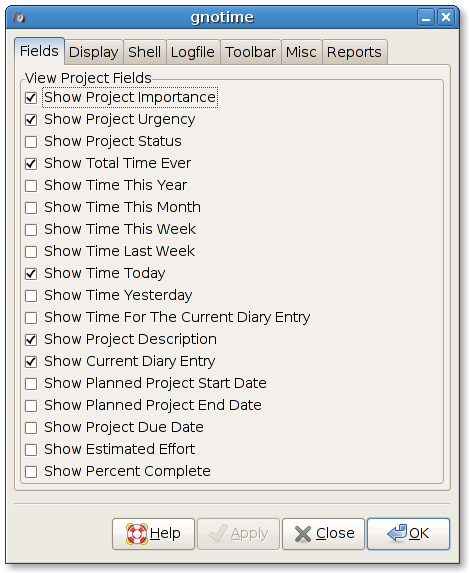 gnotime
Fields Display Shell Logfile Toolbar Misc Reports
View Project Fields
Show Project Importance
Show Project Urgency
Show Project Status
Show Total Time Ever
Show Time This Year
Show Time This Month
Show Time This Week
Show Time Last Week
Show Time Today
Show Time Yesterday
Show Time For The Current Diary Entry
Show Project Description
Show Current Diary Entry
Show Planned Project Start Date
Show Planned Project End Date
Show Project Due Date
Show Estimated Effort
Show Percent Complete
Help Apply Close OK